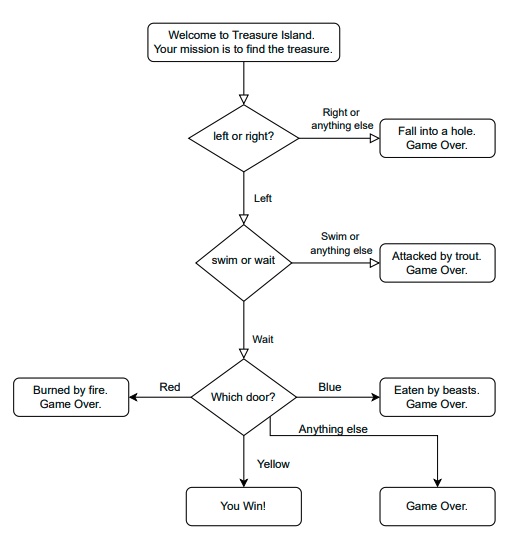 Welcome to Treasure Island.
Your mission is to find the treasure.
left or right?
Right or
anything else
Fall into a hole.
Game Over.
Left
swim or wait
Swim or
anything else
Attacked by trout.
Game Over.
Wait
Burned by fire.
Game Over.
Red
Which door?
Blue
Eaten by beasts.
Game Over.
Anything else
Yellow
You Win!
Game Over.